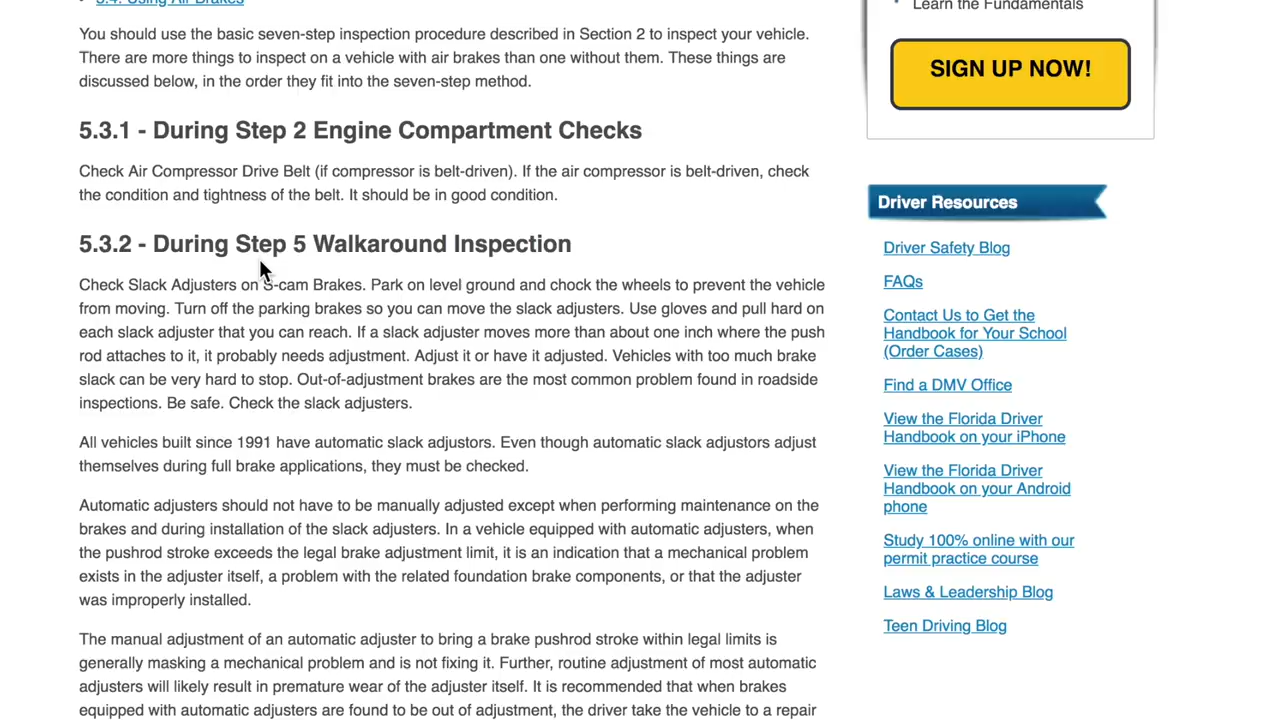 5.4: Using Air Brakes
You should use the basic seven-step inspection procedure described in Section 2 to inspect your vehicle.
There are more things to inspect on a vehicle with air brakes than one without them. These things are
discussed below, in the order they fit into the seven-step method.
5.3.1 - During Step 2 Engine Compartment Checks
Check Air Compressor Drive Belt (if compressor is belt-driven). If the air compressor is belt-driven, check
the condition and tightness of the belt. It should be in good condition.
5.3.2 - During Step 5 Walkaround Inspection
Check Slack Adjusters on S-cam Brakes. Park on level ground and chock the wheels to prevent the vehicle
from moving. Turn off the parking brakes so you can move the slack adjusters. Use gloves and pull hard on
each slack adjuster that you can reach. If a slack adjuster moves more than about one inch where the push
rod attaches to it, it probably needs adjustment. Adjust it or have it adjusted. Vehicles with too much brake
slack can be very hard to stop. Out-of-adjustment brakes are the most common problem found in roadside
inspections. Be safe. Check the slack adjusters.
All vehicles built since 1991 have automatic slack adjustors. Even though automatic slack adjustors adjust
themselves during full brake applications, they must be checked.
Automatic adjusters should not have to be manually adjusted except when performing maintenance on the
brakes and during installation of the slack adjusters. In a vehicle equipped with automatic adjusters, when
the pushrod stroke exceeds the legal brake adjustment limit, it is an indication that a mechanical problem
exists in the adjuster itself, a problem with the related foundation brake components, or that the adjuster
was improperly installed.
The manual adjustment of an automatic adjuster to bring a brake pushrod stroke within legal limits is
generally masking a mechanical problem and is not fixing it. Further, routine adjustment of most automatic
adjusters will likely result in premature wear of the adjuster itself. It is recommended that when brakes
equipped with automatic adjusters are found to be out of adjustment, the driver take the vehicle to a repair
Learn the Fundamentals
SIGN UP NOW!
Driver Resources
Driver Safety Blog
FAQs
Contact Us to Get the
Handbook for Your School
(Order Cases)
Find a DMV Office
View the Florida Driver
Handbook on your iPhone
View the Florida Driver
Handbook on your Android
phone
Study 100% online with our
permit practice course
Laws & Leadership Blog
Teen Driving Blog